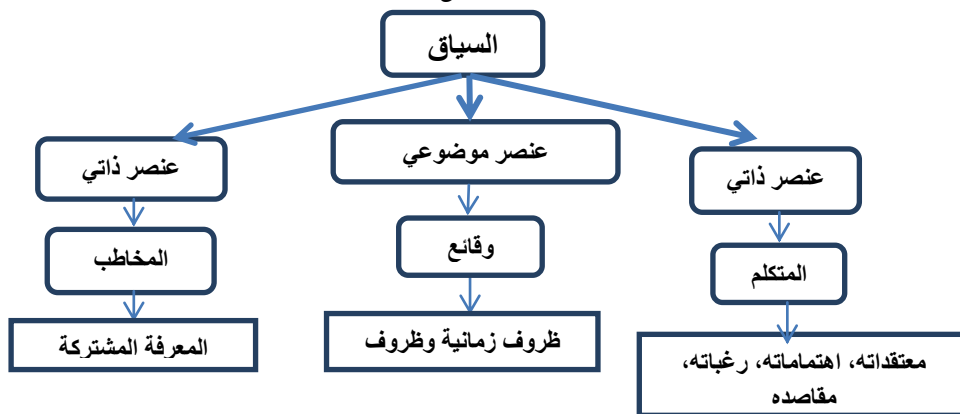 السياق
عنصر ذاتي
عنصر موضوعي
عنصر ذاتي
المتكلم
وقائع
المخاطب
معتقداته، اهتماماته، رغباته،
مقاصده
ظروف زمانية وظروف
المعرفة المشتركة